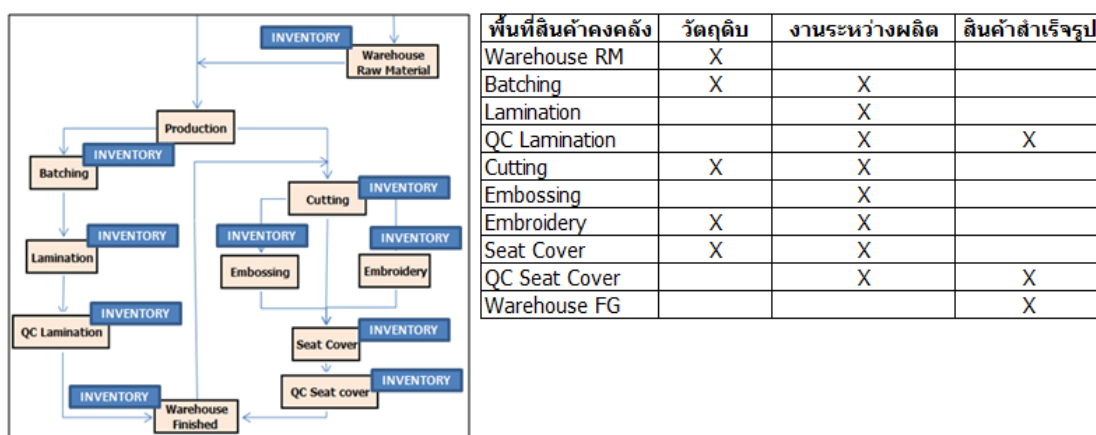 INVENTORY
Warehouse
Raw Material
Production
INVENTORY
Batching
INVENTORY
Cutting
INVENTORY
Lamination
INVENTORY
Embossing
INVENTORY
Embroidery
INVENTORY
QC Lamination
INVENTORY
Seat Cover
INVENTORY
QC Seat cover
INVENTORY
Warehouse
Finished
พื้นที่สินค้าคงคลัง วัตถุดิบ งานระหว่างผลิต สินค้าสำเร็จรูป
Warehouse RM X
Batching X X
Lamination X
QC Lamination X X
Cutting X X
Embossing X
Embroidery X X
Seat Cover X X
QC Seat Cover X X
Warehouse FG X